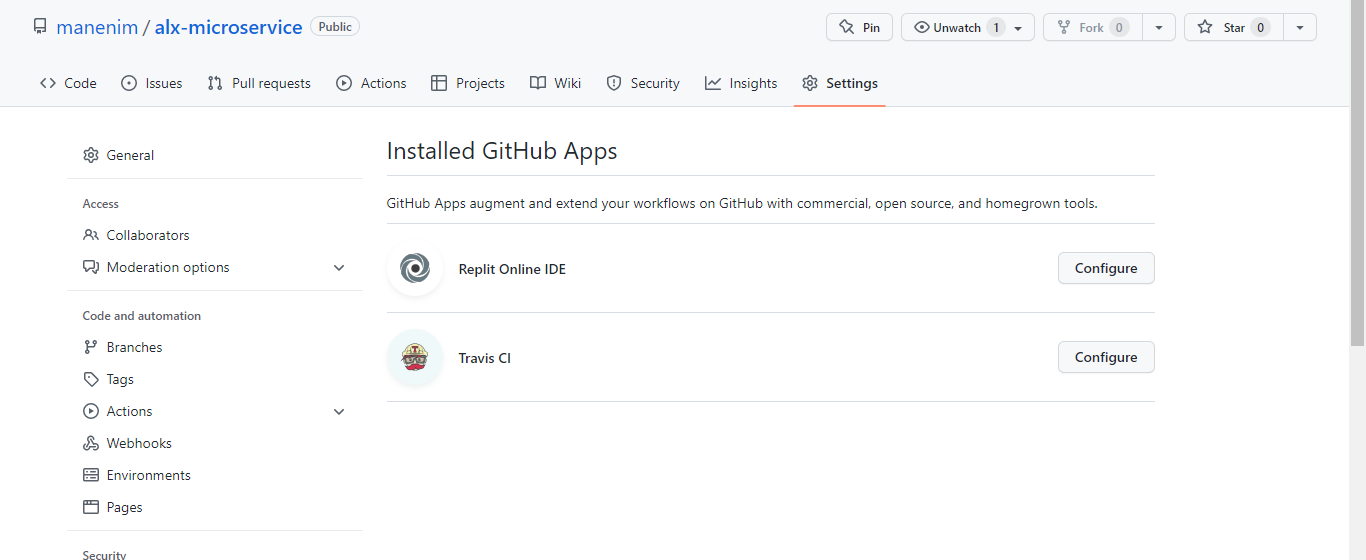 manenim / alx-microservice Public Pin Unwatch 1 Fork 0 Star 0
Code Issues Pull requests Actions Projects Wiki Security Insights Settings
General
Access
Collaborators
Moderation options
Code and automation
Branches
Tags
Actions
Webhooks
Environments
Pages
Security
Installed GitHub Apps
GitHub Apps augment and extend your workflows on GitHub with commercial, open source, and homegrown tools.
Replit Online IDE Configure
Travis CI Configure